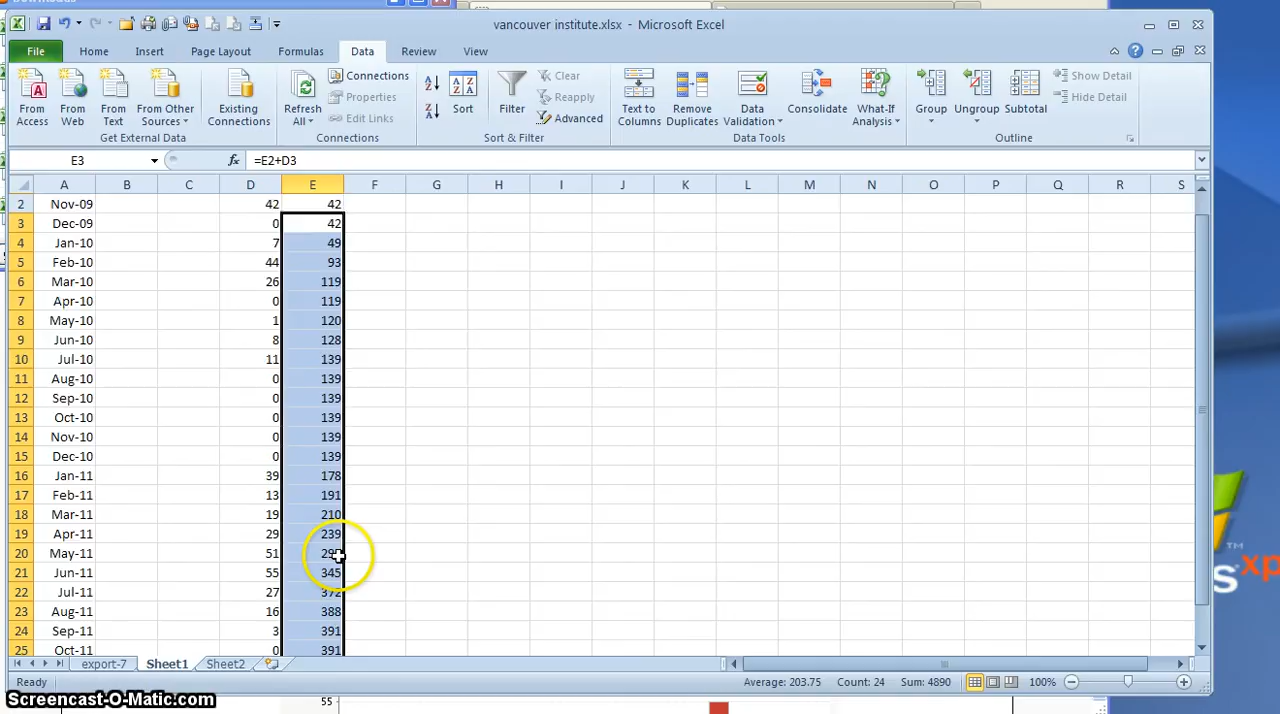 Downloads
vancouver institute.xlsx - Microsoft Excel
File Home Insert Page Layout Formulas Data Review View
From Access From Web From Text From Other Sources Existing Connections Refresh All Connections Properties Edit Links Sort Filter Clear Reapply Advanced Text to Columns Remove Duplicates Data Validation Consolidate What-If Analysis Group Ungroup Subtotal Show Detail Hide Detail
Get External Data Connections Sort & Filter Data Tools Outline
E3 fx =E2+D3
A B C D E F G H I J K L M N O P Q R S
2 Nov-09 42 42
3 Dec-09 0 42
4 Jan-10 7 49
5 Feb-10 44 93
6 Mar-10 26 119
7 Apr-10 0 119
8 May-10 1 120
9 Jun-10 8 128
10 Jul-10 11 139
11 Aug-10 0 139
12 Sep-10 0 139
13 Oct-10 0 139
14 Nov-10 0 139
15 Dec-10 0 139
16 Jan-11 39 178
17 Feb-11 13 191
18 Mar-11 19 210
19 Apr-11 29 239
20 May-11 51
21 Jun-11 55 345
22 Jul-11 27 372
23 Aug-11 16 388
24 Sep-11 3 391
25 Oct-11 0 391
export-7 Sheet1 Sheet2
Ready Average: 203.75 Count: 24 Sum: 4890 100%
Screencast-O-Matic.com
55
TM
xp